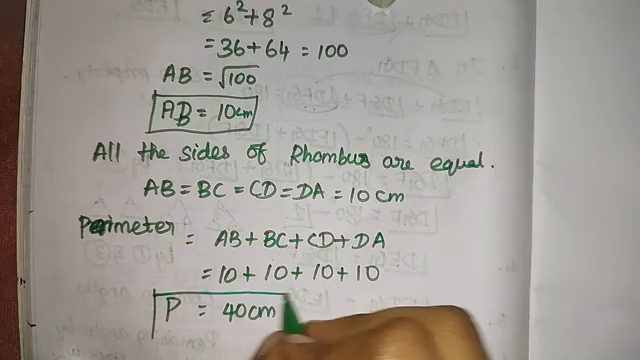 = 6² + 8²
= 36 + 64 = 100
AB = √100
AB = 10cm
All the sides of Rhombus are equal.
AB = BC = CD = DA = 10 cm
Perimeter = AB + BC + CD + DA
= 10 + 10 + 10 + 10
P = 40cm